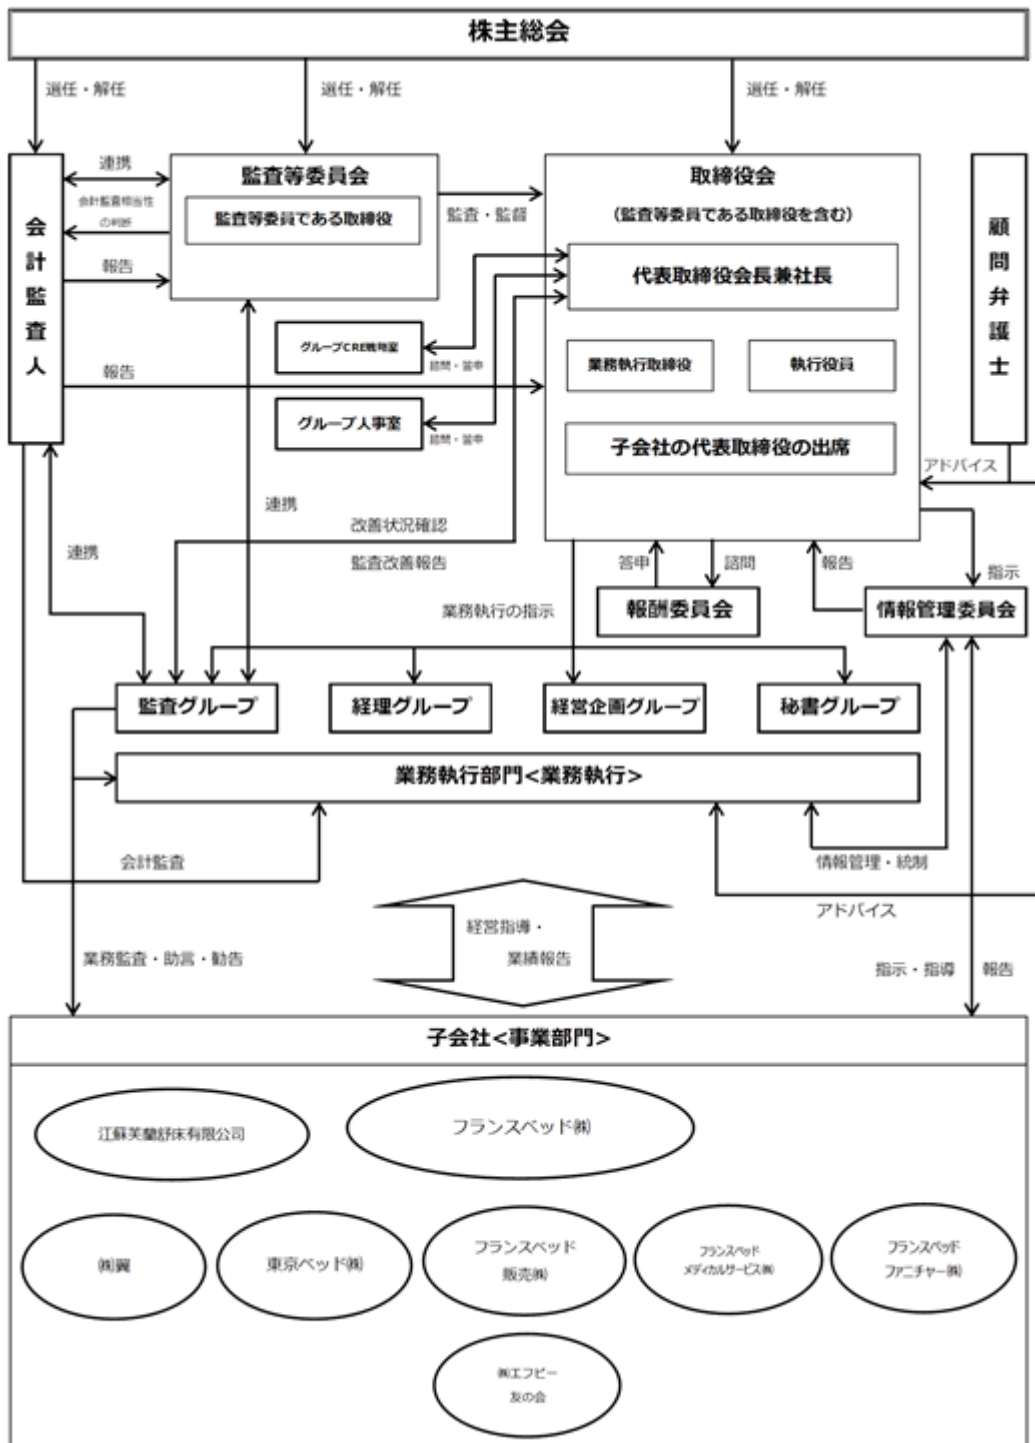 株主総会
選任・解任
選任・解任
選任・解任
会計監査人
連携
会計監査相当性
の判断
報告
監査等委員会
監査等委員である取締役
監査・監督
取締役会
(監査等委員である取締役を含む)
代表取締役会長兼社長
業務執行取締役
執行役員
子会社の代表取締役の出席
顧問弁護士
グループCRE戦略室
諮問・答申
報告
グループ人事室
諮問・答申
アドバイス
連携
連携
改善状況確認
監査改善報告
答申
諮問
報告
指示
業務執行の指示
報酬委員会
情報管理委員会
監査グループ
経理グループ
経営企画グループ
秘書グループ
業務執行部門<業務執行>
会計監査
情報管理・統制
アドバイス
経営指導・
業績報告
業務監査・助言・勧告
指示・指導
報告
子会社<事業部門>
江蘇芙蘭舒床有限公司
フランスベッド㈱
㈱翼
東京ベッド㈱
フランスベッド
販売㈱
フランスベッド
メディカルサービス㈱
フランスベッド
ファニチャー㈱
㈱エフビー
友の会